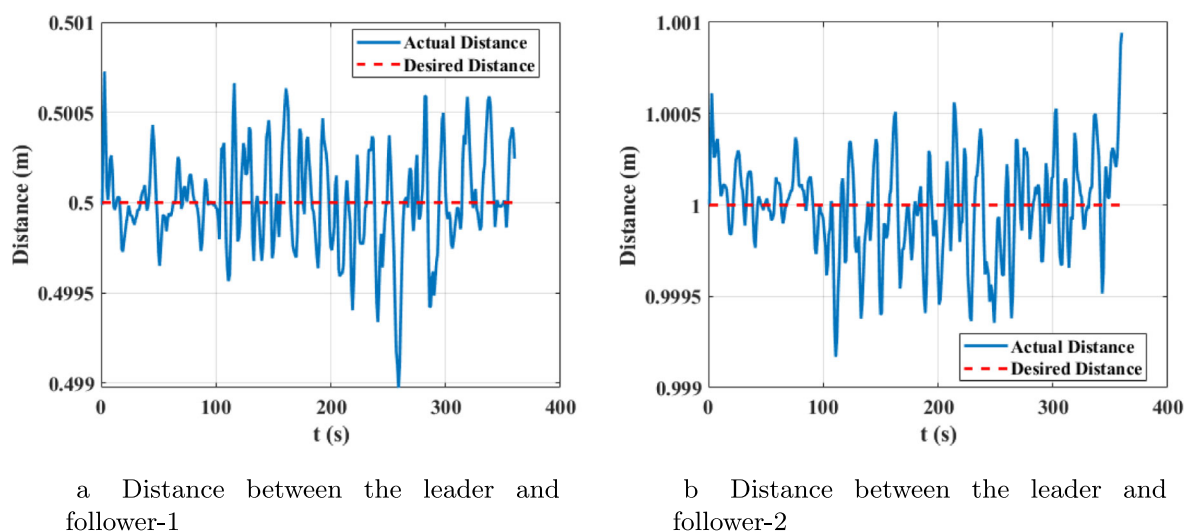 0.501
0.5005
0.5
0.4995
0.499
Distance (m)
0
100
200
300
400
t (s)
Actual Distance
Desired Distance
a Distance between the leader and
follower-1
1.001
1.0005
1
0.9995
0.999
Distance (m)
0
100
200
300
400
t (s)
Actual Distance
Desired Distance
b Distance between the leader and
follower-2